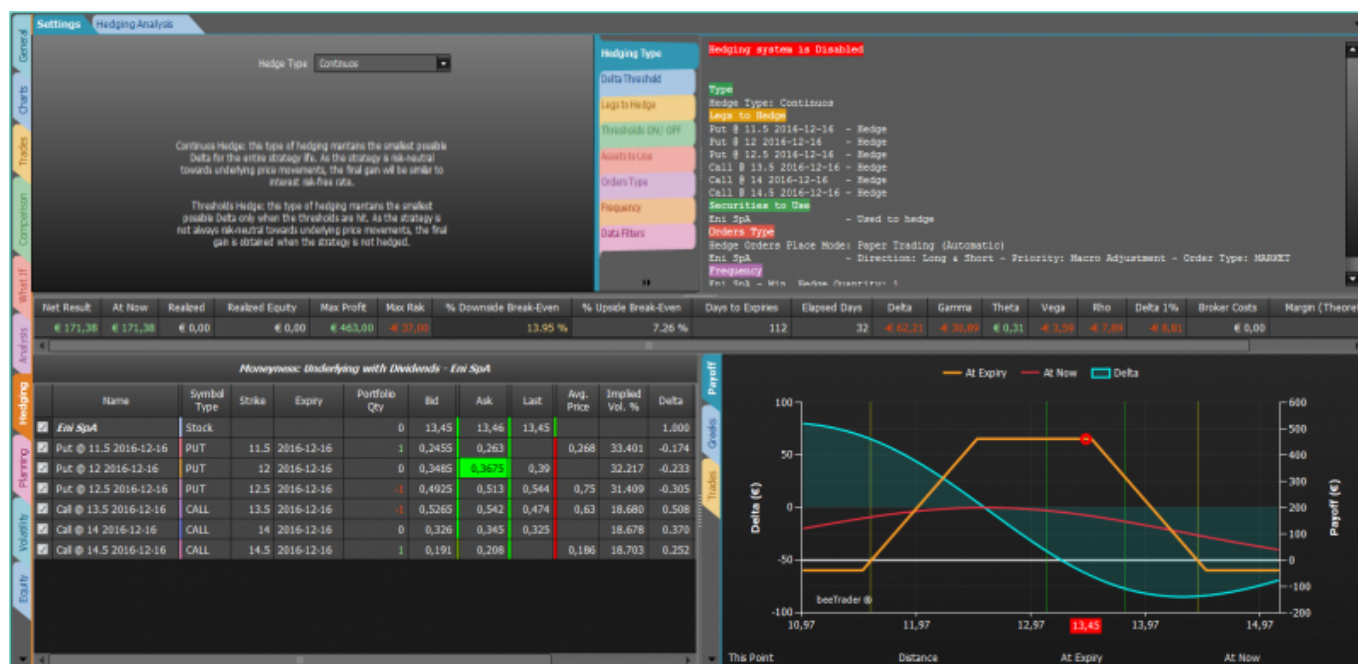 Settings Hedging Analysis
General
Charts
Trades
Comparison
What If
Analysis
Hedging
Planning
Volatility
Equity
Hedge Type Continuos
Continuos Hedge: this type of hedging mantains the smallest possible
Delta for the entire strategy life. As the strategy is risk-neutral
towards underlying price movements, the final gain will be similar to
interest risk-free rate.
Thresholds Hedge: this type of hedging mantains the smallest
possible Delta only when the thresholds are hit. As the strategy is
not always risk-neutral towards underlying price movements, the final
gain is obtained when the strategy is not hedged.
Hedging Type
Delta Threshold
Legs to Hedge
Thresholds ON/ OFF
Assets to Use
Orders Type
Frequency
Data Filters
Hedging system is Disabled
Type
Hedge Type: Continuos
Legs to Hedge
Put @ 11.5 2016-12-16 - Hedge
Put @ 12 2016-12-16 - Hedge
Put @ 12.5 2016-12-16 - Hedge
Call @ 13.5 2016-12-16 - Hedge
Call @ 14 2016-12-16 - Hedge
Call @ 14.5 2016-12-16 - Hedge
Securities to Use
Eni SpA - Used to hedge
Orders Type
Hedge Orders Place Mode: Paper Trading (Automatic)
Eni SpA - Direction: Long & Short - Priority: Macro Adjustment - Order Type: MARKET
Frequency
Eni SpA - Min. Hedge Quantity: 1
Net Result At Now Realized Realized Equity Max Profit Max Risk % Downside Break-Even % Upside Break-Even Days to Expires Elapsed Days Delta Gamma Theta Vega Rho Delta 1% Broker Costs Margin (Theoret
€ 171,38 € 171,38 € 0,00 € 0,00 € 463,00 -€ 37,00 13.95 % 7.26 % 112 32 -€ 62,21 -€ 30,89 € 0,31 -€ 3,59 -€ 7,89 -€ 8,01 € 0,00
Moneyness: Underlying with Dividends - Eni SpA
Name Symbol Type Strike Expiry Portfolio Qty Bid Ask Last Avg. Price Implied Vol. % Delta
Eni SpA Stock 0 13,45 13,46 13,45 1.000
Put @ 11.5 2016-12-16 PUT 11.5 2016-12-16 1 0,2455 0,263 0,268 33.401 -0.174
Put @ 12 2016-12-16 PUT 12 2016-12-16 0 0,3485 0,3675 0,39 32.217 -0.233
Put @ 12.5 2016-12-16 PUT 12.5 2016-12-16 -1 0,4925 0,513 0,544 0,75 31.409 -0.305
Call @ 13.5 2016-12-16 CALL 13.5 2016-12-16 -1 0,5265 0,542 0,474 0,63 18.680 0.508
Call @ 14 2016-12-16 CALL 14 2016-12-16 0 0,326 0,345 0,325 18.678 0.370
Call @ 14.5 2016-12-16 CALL 14.5 2016-12-16 1 0,191 0,208 0,186 18.703 0.252
Payoff
Greeks
Trades
At Expiry At Now Delta
Delta (€)
100
50
0
-50
-100
600
500
400
300
200
100
0
-100
-200
Payoff (€)
beeTrader ®
10,97 11,97 12,97 13,45 13,97 14,97
This Point Distance At Expiry At Now